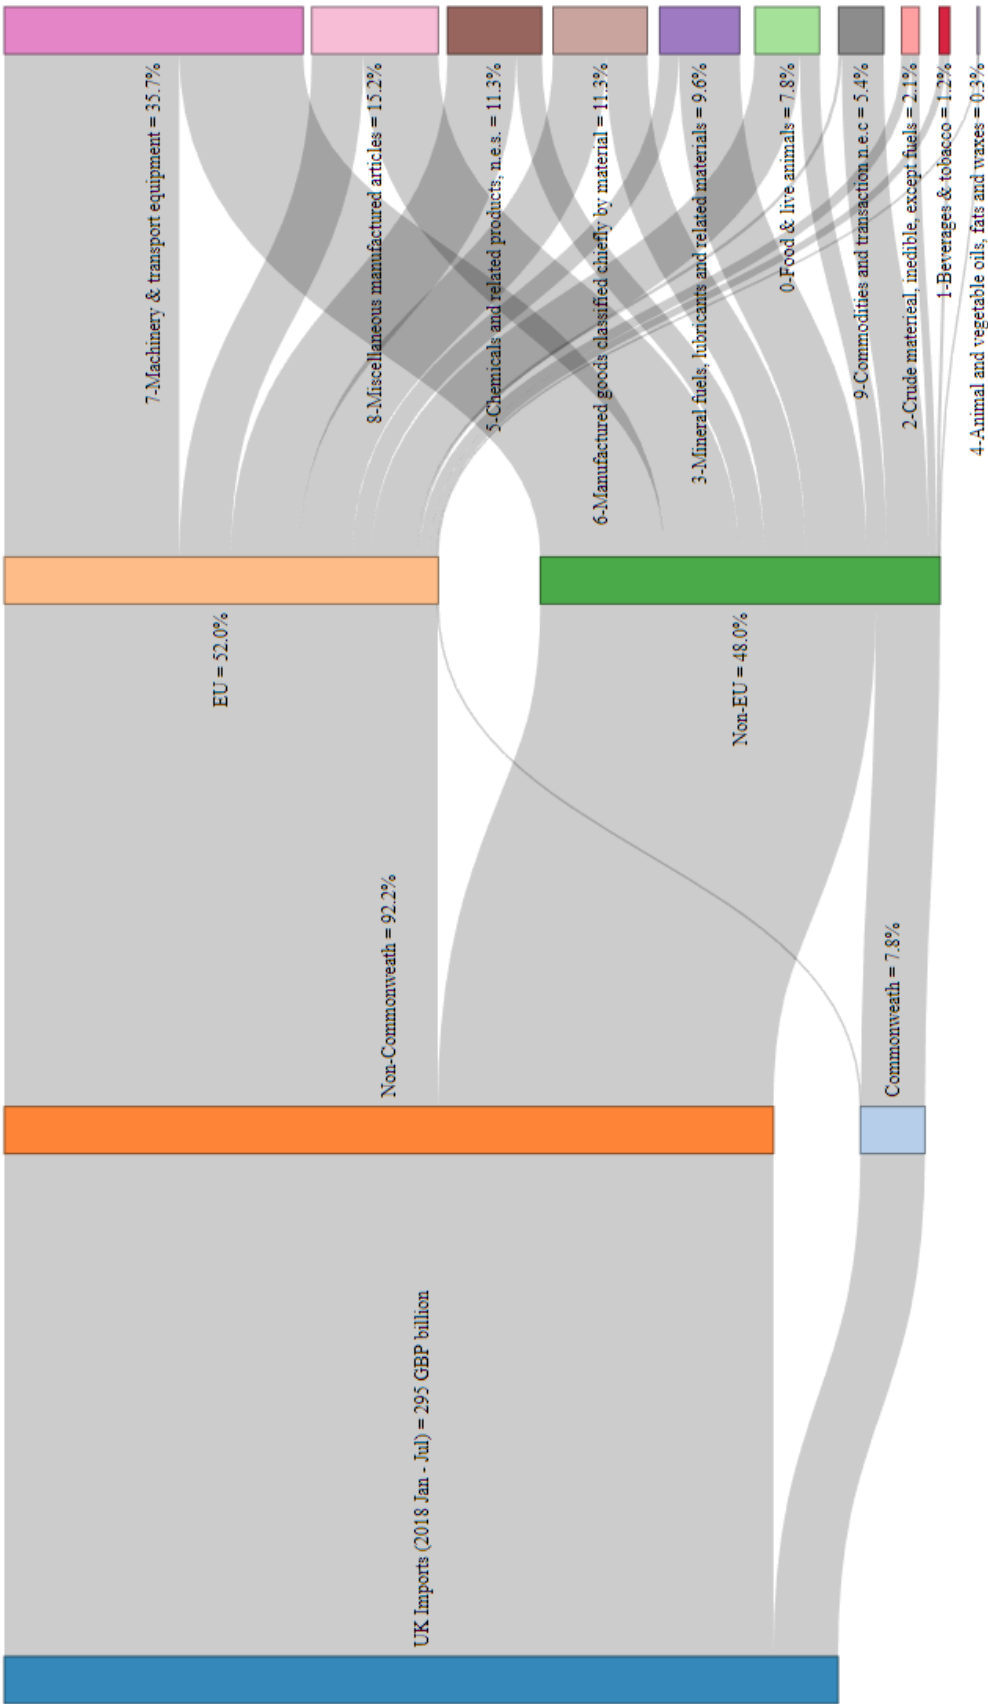 UK Imports (2018 Jan - Jul) = 295 GBP billion
Non-Commonweath = 92.2%
Commonweath = 7.8%
EU = 52.0%
Non-EU = 48.0%
7-Machinery & transport equipment = 35.7%
8-Miscellaneous manufactured articles = 15.2%
5-Chemicals and related products, n.e.s. = 11.3%
6-Manufactured goods classified chiefly by material = 11.3%
3-Mineral fuels, lubricants and related materials = 9.6%
0-Food & live animals = 7.8%
9-Commodities and transaction n.e.c = 5.4%
2-Crude materieal, inedible, except fuels = 2.1%
1-Beverages & tobacco = 1.2%
4-Animal and vegetable oils, fats and waxes = 0.3%